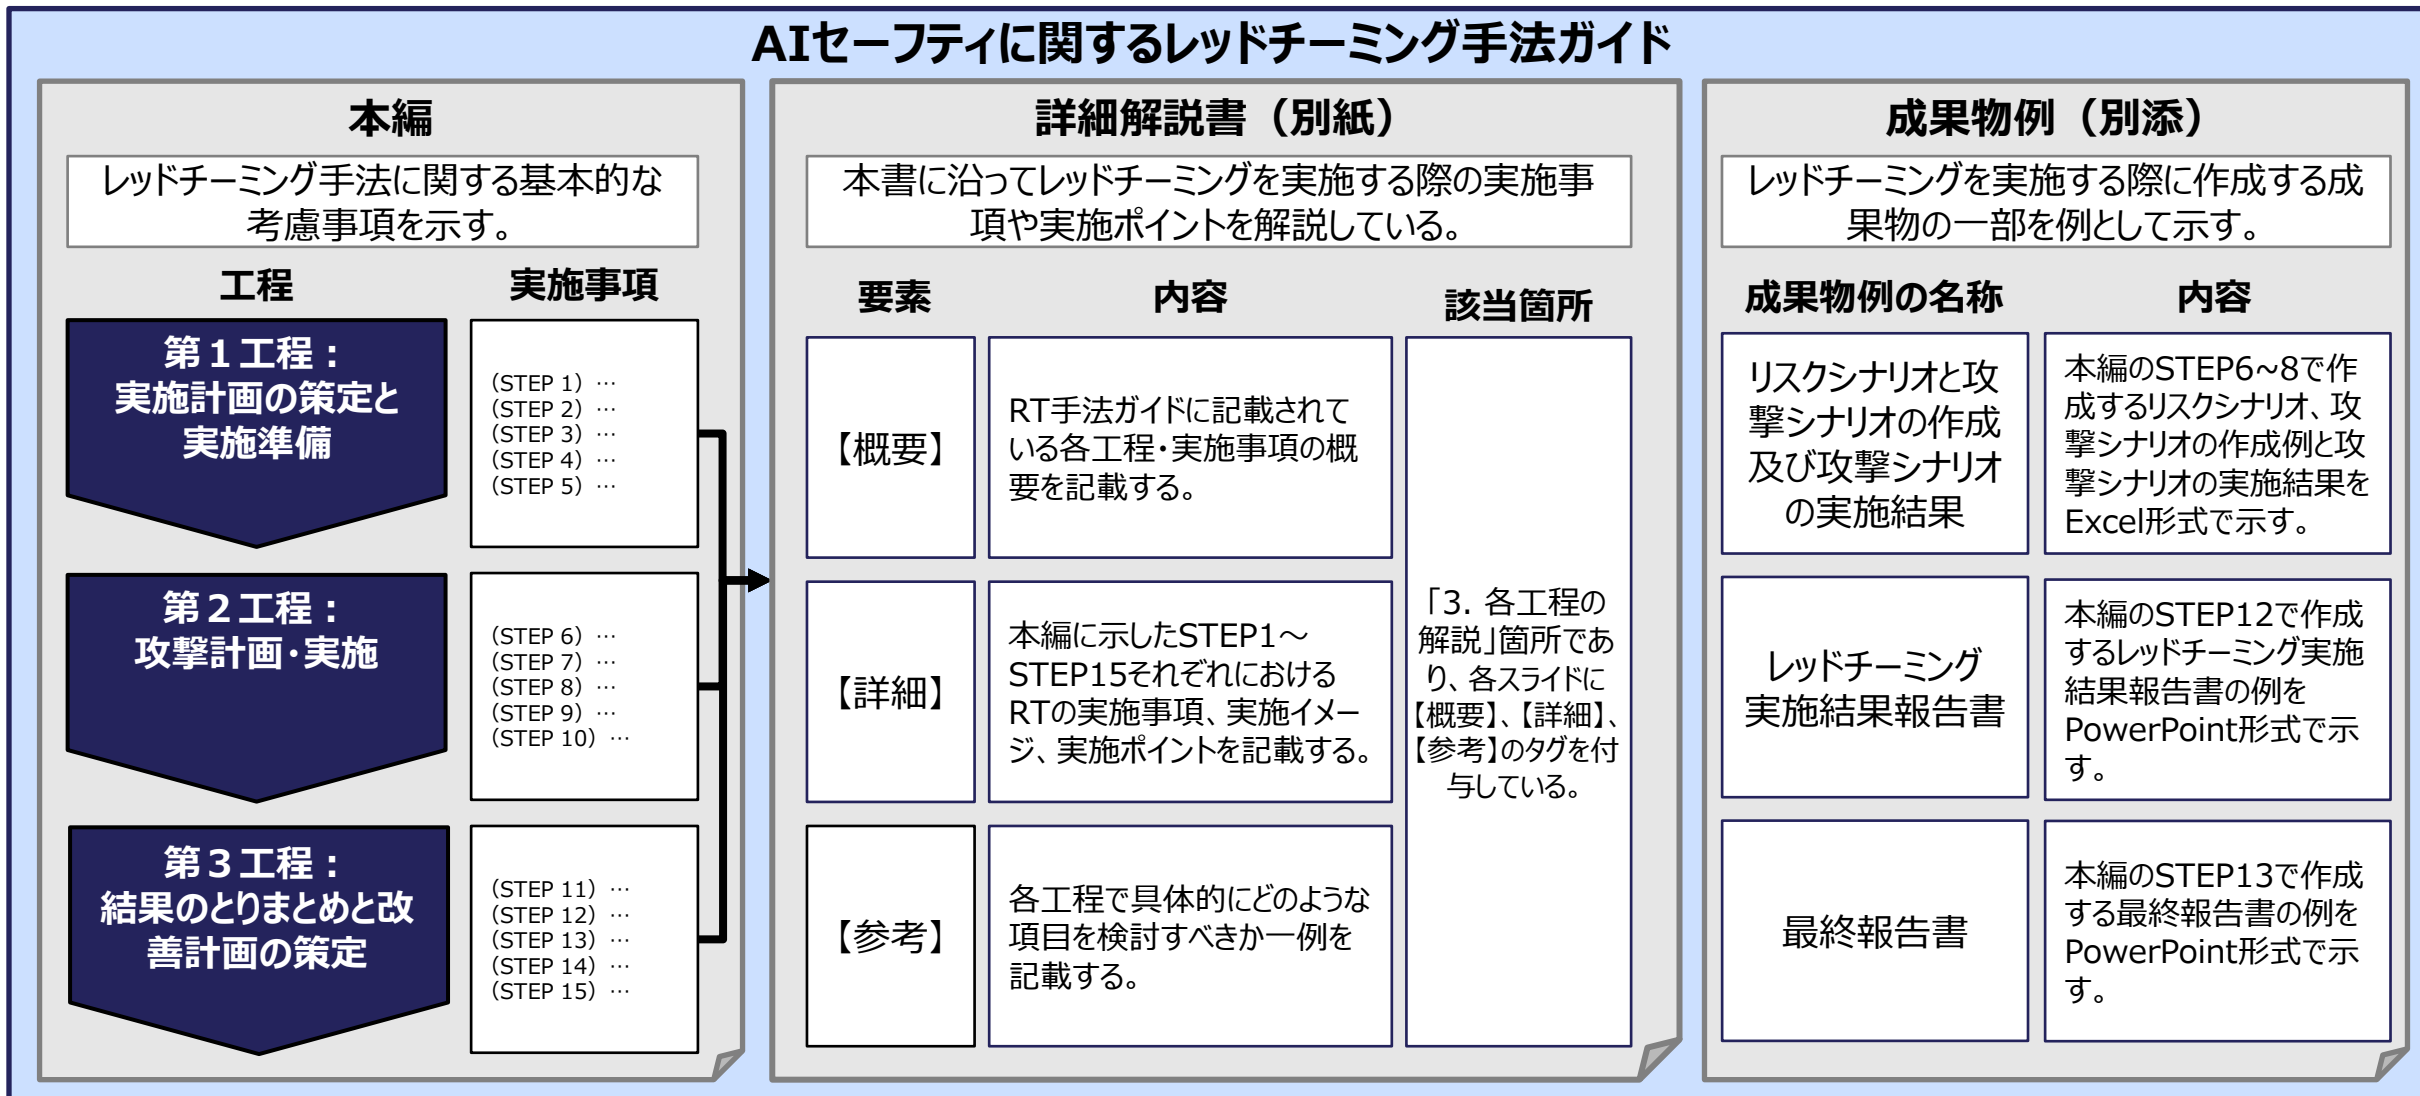 AIセーフティに関するレッドチーミング手法ガイド
本編
レッドチーミング手法に関する基本的な
考慮事項を示す。
工程
実施事項
第１工程：
実施計画の策定と
実施準備
（STEP 1）…
（STEP 2）…
（STEP 3）…
（STEP 4）…
（STEP 5）…
第２工程：
攻撃計画・実施
（STEP 6）…
（STEP 7）…
（STEP 8）…
（STEP 9）…
（STEP 10）…
第３工程：
結果のとりまとめと改
善計画の策定
（STEP 11）…
（STEP 12）…
（STEP 13）…
（STEP 14）…
（STEP 15）…
詳細解説書（別紙）
本書に沿ってレッドチーミングを実施する際の実施事
項や実施ポイントを解説している。
要素
内容
該当箇所
【概要】
RT手法ガイドに記載されて
いる各工程・実施事項の概
要を記載する。
【詳細】
本編に示したSTEP1～
STEP15それぞれにおける
RTの実施事項、実施イメー
ジ、実施ポイントを記載する。
【参考】
各工程で具体的にどのような
項目を検討すべきか一例を
記載する。
「3. 各工程の
解説」箇所であ
り、各スライドに
【概要】、【詳細】、
【参考】のタグを付
与している。
成果物例（別添）
レッドチーミングを実施する際に作成する成
果物の一部を例として示す。
成果物例の名称
内容
リスクシナリオと攻
撃シナリオの作成
及び攻撃シナリオ
の実施結果
本編のSTEP6~8で作
成するリスクシナリオ、攻
撃シナリオの作成例と攻
撃シナリオの実施結果を
Excel形式で示す。
レッドチーミング
実施結果報告書
本編のSTEP12で作成
するレッドチーミング実施
結果報告書の例を
PowerPoint形式で示
す。
最終報告書
本編のSTEP13で作成
する最終報告書の例を
PowerPoint形式で示
す。